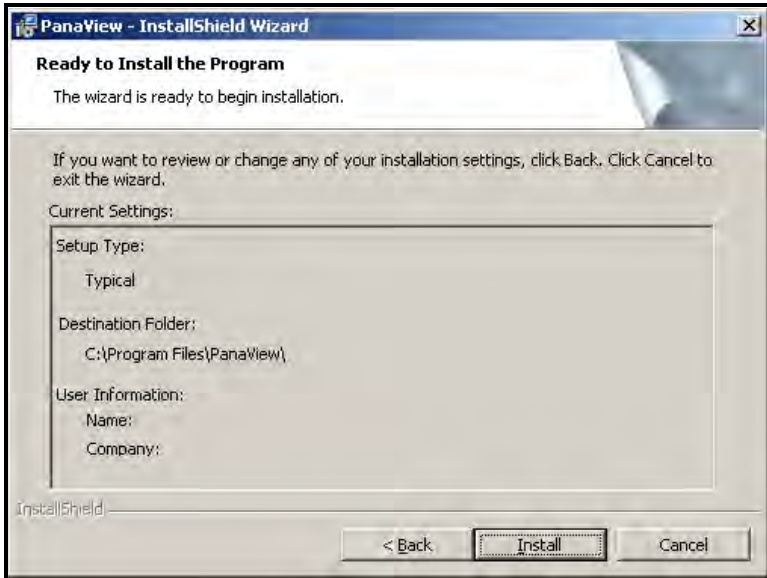 PanaView - InstallShield Wizard
Ready to Install the Program
The wizard is ready to begin installation.
If you want to review or change any of your installation settings, click Back. Click Cancel to
exit the wizard.
Current Settings:
Setup Type:
Typical
Destination Folder:
C:\Program Files\PanaView\
User Information:
Name:
Company:
InstallShield
< Back
Install
Cancel